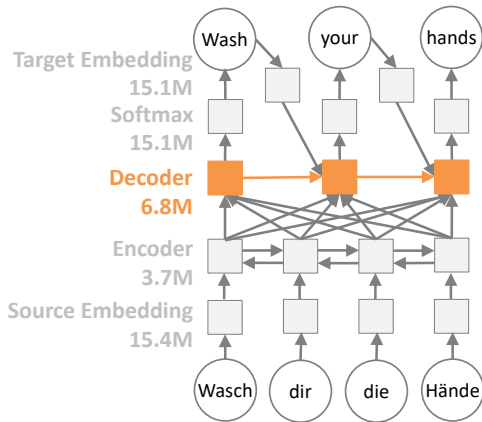 Wash your hands
Target Embedding
15.1M
Softmax
15.1M
Decoder
6.8M
Encoder
3.7M
Source Embedding
15.4M
Wasch dir die Hände